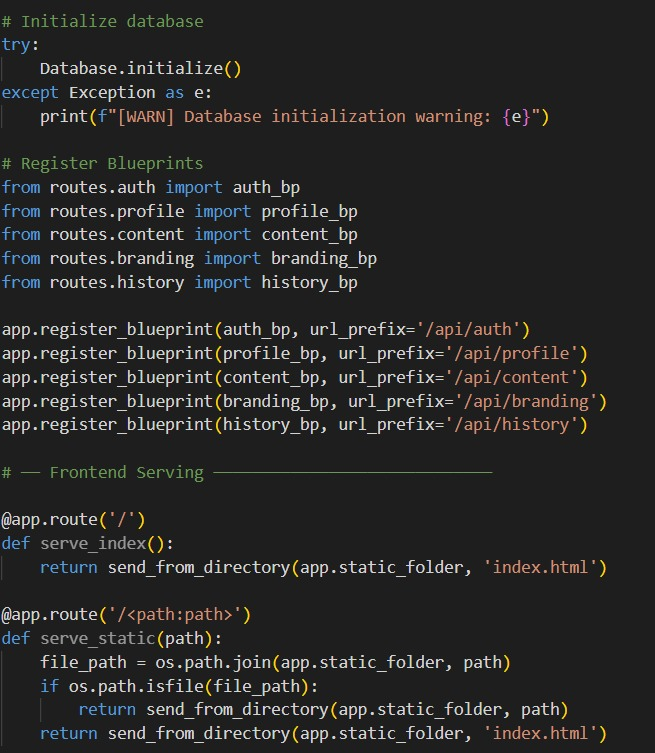 # Initialize database
try:
    Database.initialize()
except Exception as e:
    print(f"[WARN] Database initialization warning: {e}")

# Register Blueprints
from routes.auth import auth_bp
from routes.profile import profile_bp
from routes.content import content_bp
from routes.branding import branding_bp
from routes.history import history_bp

app.register_blueprint(auth_bp, url_prefix='/api/auth')
app.register_blueprint(profile_bp, url_prefix='/api/profile')
app.register_blueprint(content_bp, url_prefix='/api/content')
app.register_blueprint(branding_bp, url_prefix='/api/branding')
app.register_blueprint(history_bp, url_prefix='/api/history')

# ── Frontend Serving ─────────────────────────────

@app.route('/')
def serve_index():
    return send_from_directory(app.static_folder, 'index.html')

@app.route('/<path:path>')
def serve_static(path):
    file_path = os.path.join(app.static_folder, path)
    if os.path.isfile(file_path):
        return send_from_directory(app.static_folder, path)
    return send_from_directory(app.static_folder, 'index.html')